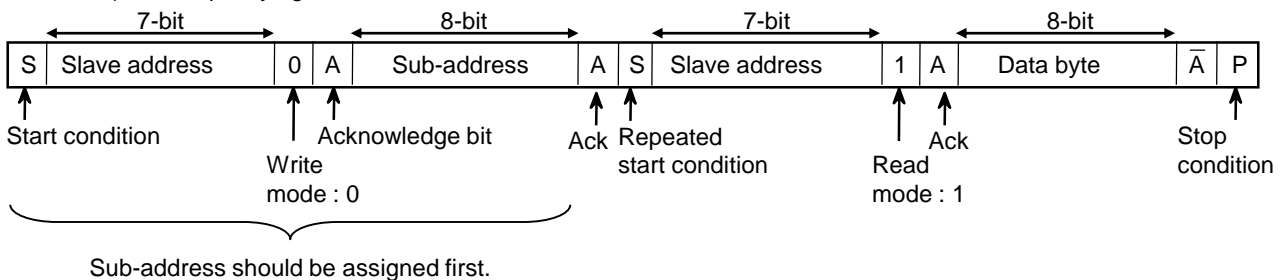 7-bit 8-bit 7-bit 8-bit
S Slave address 0 A Sub-address A S Slave address 1 A Data byte A̅ P
Start condition Acknowledge bit Ack Repeated start condition Ack Stop condition
Write mode : 0 Read mode : 1
Sub-address should be assigned first.